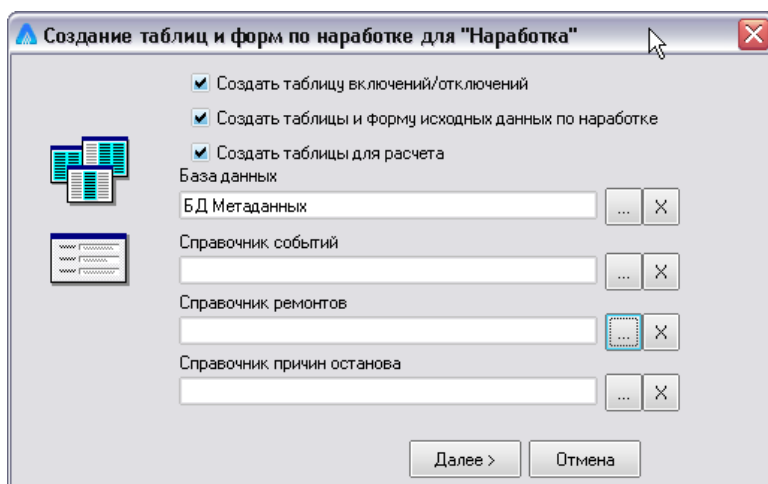 Создание таблиц и форм по наработке для "Наработка"
Создать таблицу включений/отключений
Создать таблицы и форму исходных данных по наработке
Создать таблицы для расчета
База данных
БД Метаданных ... X
Справочник событий
... X
Справочник ремонтов
... X
Справочник причин останова
... X
Далее > Отмена